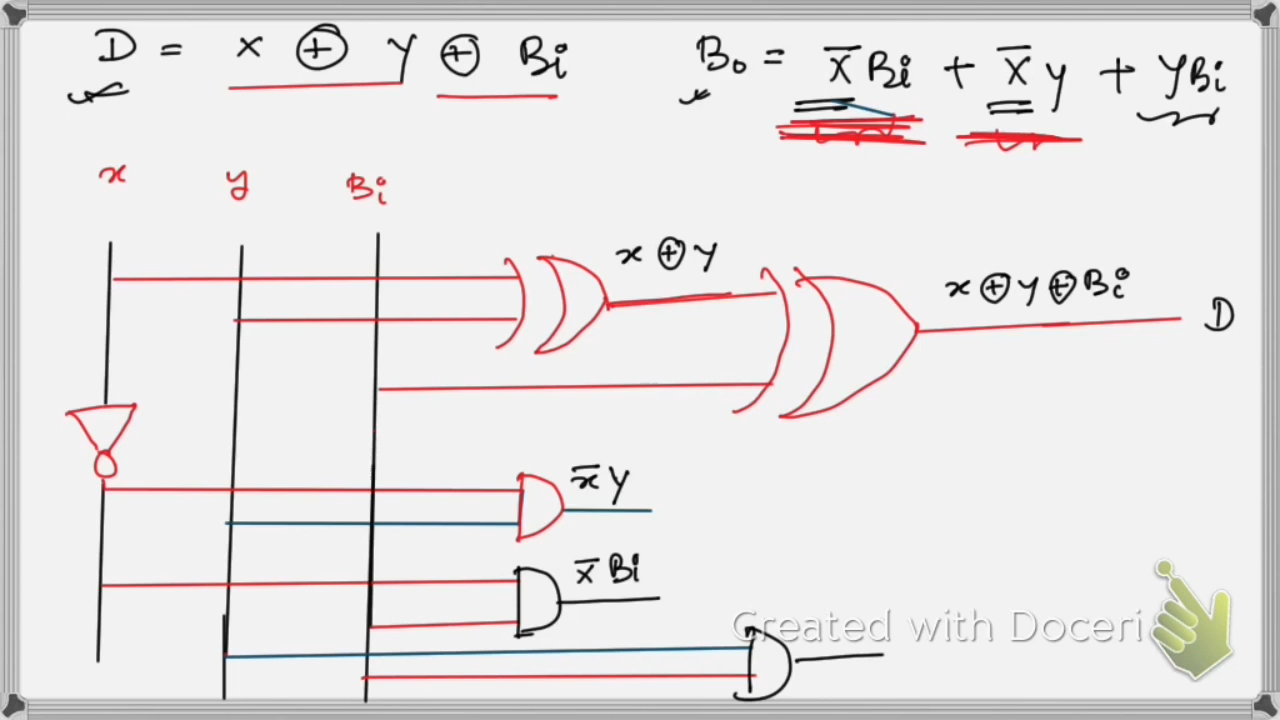 D = x ⊕ y ⊕ Bi
B₀ = x̅Bi + x̅y + yBi
x y Bi
x ⊕ y
x ⊕ y ⊕ Bi
D
x̅y
x̅Bi
Created with Doceri